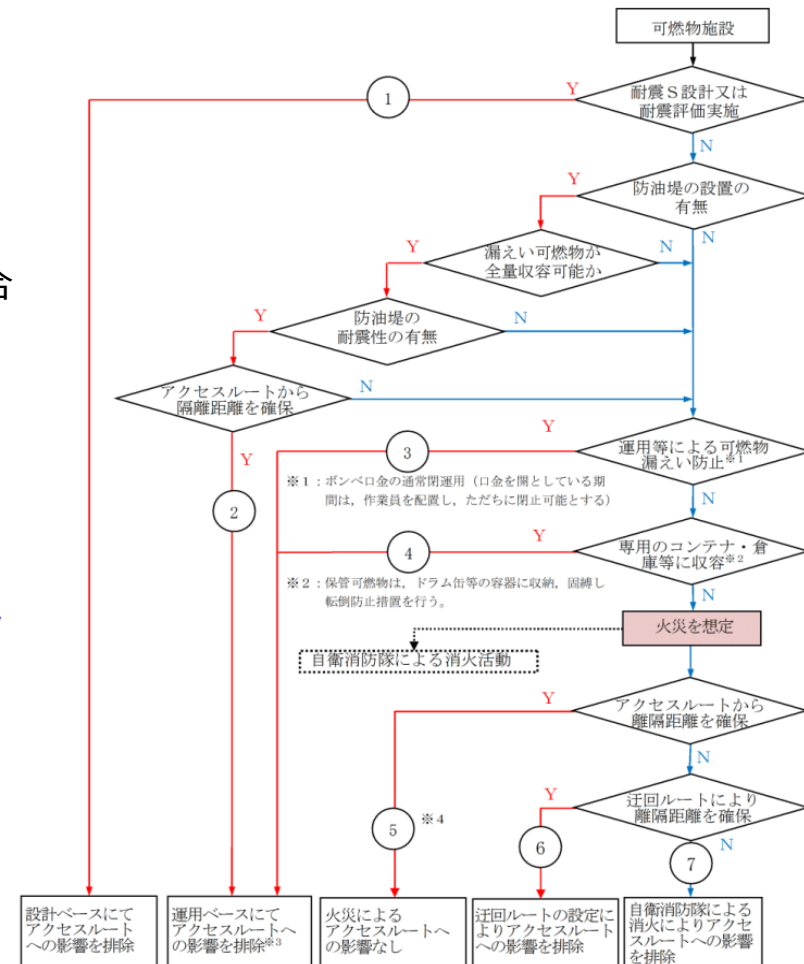 可燃物施設
耐震S設計又は
耐震評価実施
Y
1
N
防油堤の設置の
有無
Y
N
漏えい可燃物が
全量収容可能か
Y
N
合
防油堤の
耐震性の有無
Y
N
アクセスルートから
隔離距離を確保
N
Y
運用等による可燃物
漏えい防止※1
Y
3
N
※1：ボンベ口金の通常閉運用（口金を開としている期
間は，作業員を配置し，ただちに閉止可能とする）
2
専用のコンテナ・倉
庫等に収容※2
Y
4
N
※2：保管可燃物は，ドラム缶等の容器に収納，固縛し
転倒防止措置を行う。
火災を想定
自衛消防隊による消火活動
アクセスルートから
離隔距離を確保
Y
N
迂回ルートにより
離隔距離を確保
Y
N
5
※4
6
7
設計ベースにて
アクセスルート
への影響を排除
運用ベースにて
アクセスルートへ
の影響を排除※3
火災による
アクセスルートへ
の影響なし
迂回ルートの設定に
よりアクセスルート
への影響を排除
自衛消防隊による
消火によりアクセ
スルートへの影響
を排除